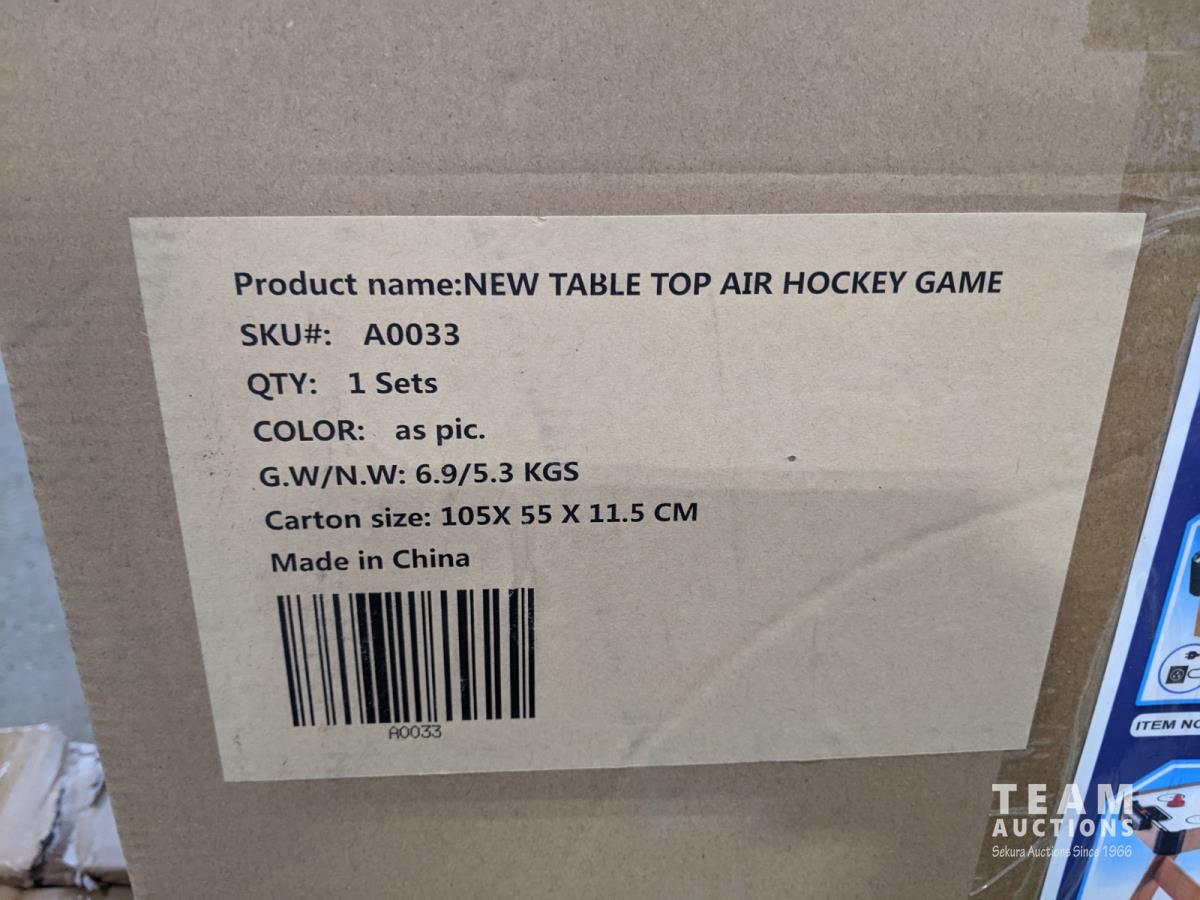 Product name:NEW TABLE TOP AIR HOCKEY GAME
SKU#: A0033
QTY: 1 Sets
COLOR: as pic.
G.W/N.W: 6.9/5.3 KGS
Carton size: 105X 55 X 11.5 CM
Made in China
A0033
ITEM NO
TEAM
AUCTIONS
Sekura Auctions Since 1966